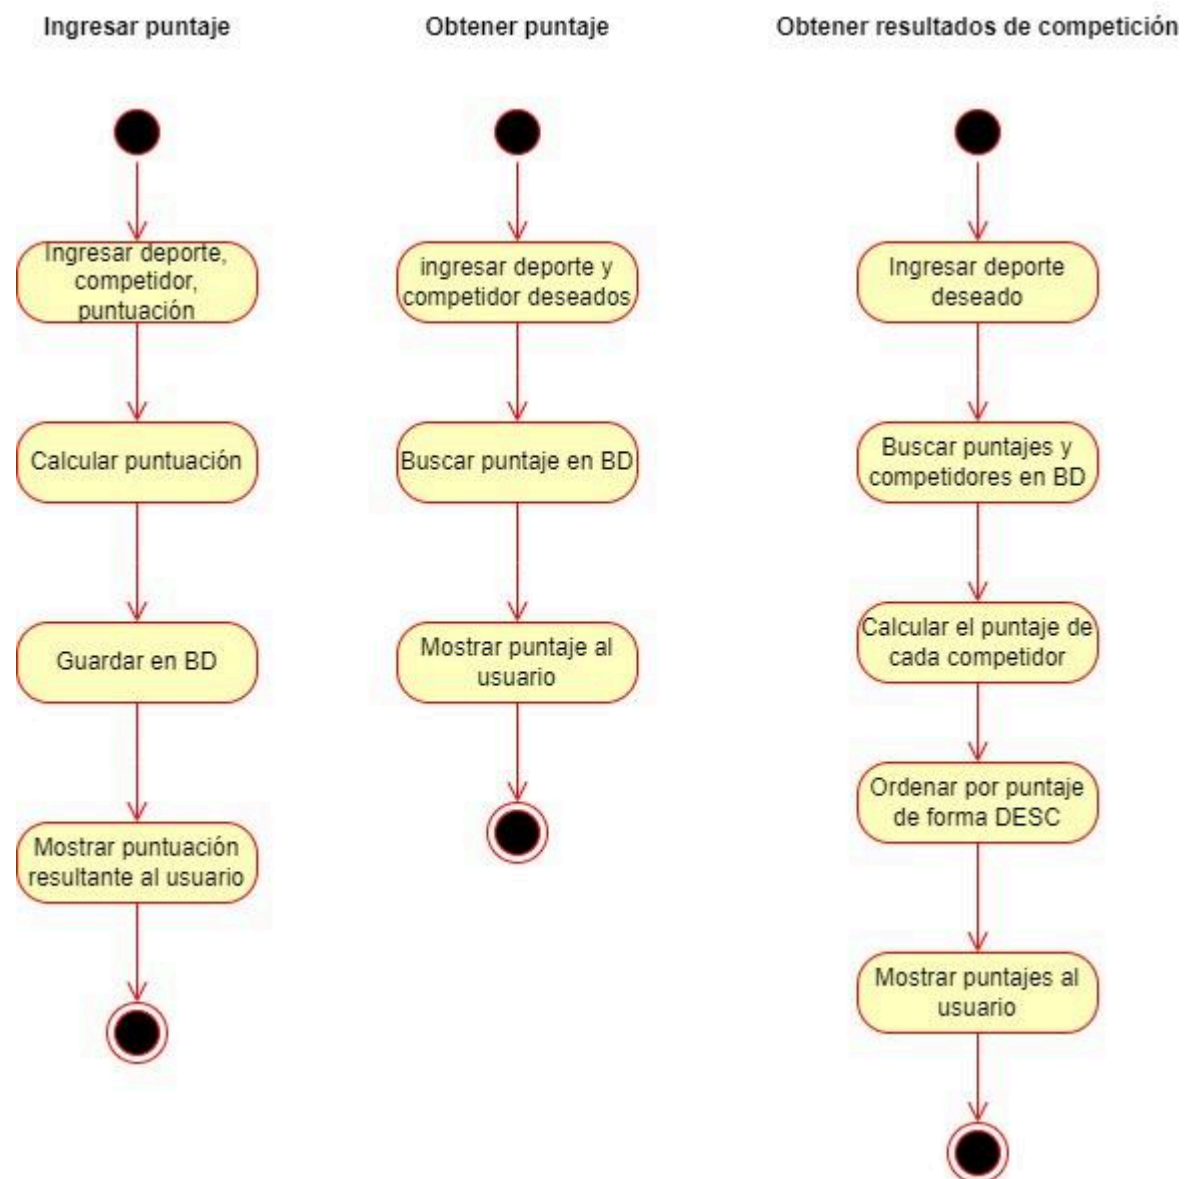 Ingresar puntaje
Ingresar deporte,
competidor,
puntuación
Calcular puntuación
Guardar en BD
Mostrar puntuación
resultante al usuario
Obtener puntaje
ingresar deporte y
competidor deseados
Buscar puntaje en BD
Mostrar puntaje al
usuario
Obtener resultados de competición
Ingresar deporte
deseado
Buscar puntajes y
competidores en BD
Calcular el puntaje de
cada competidor
Ordenar por puntaje
de forma DESC
Mostrar puntajes al
usuario